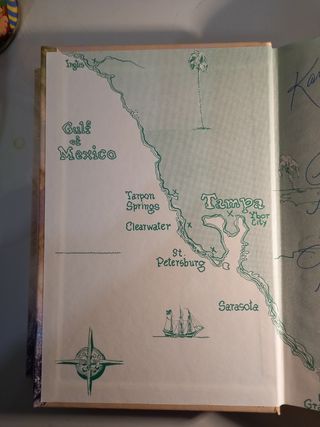 Inglis
Gulf
of
Mexico
Tarpon
Springs
Tampa
Ybor
City
Clearwater
St.
Petersburg
Sarasota